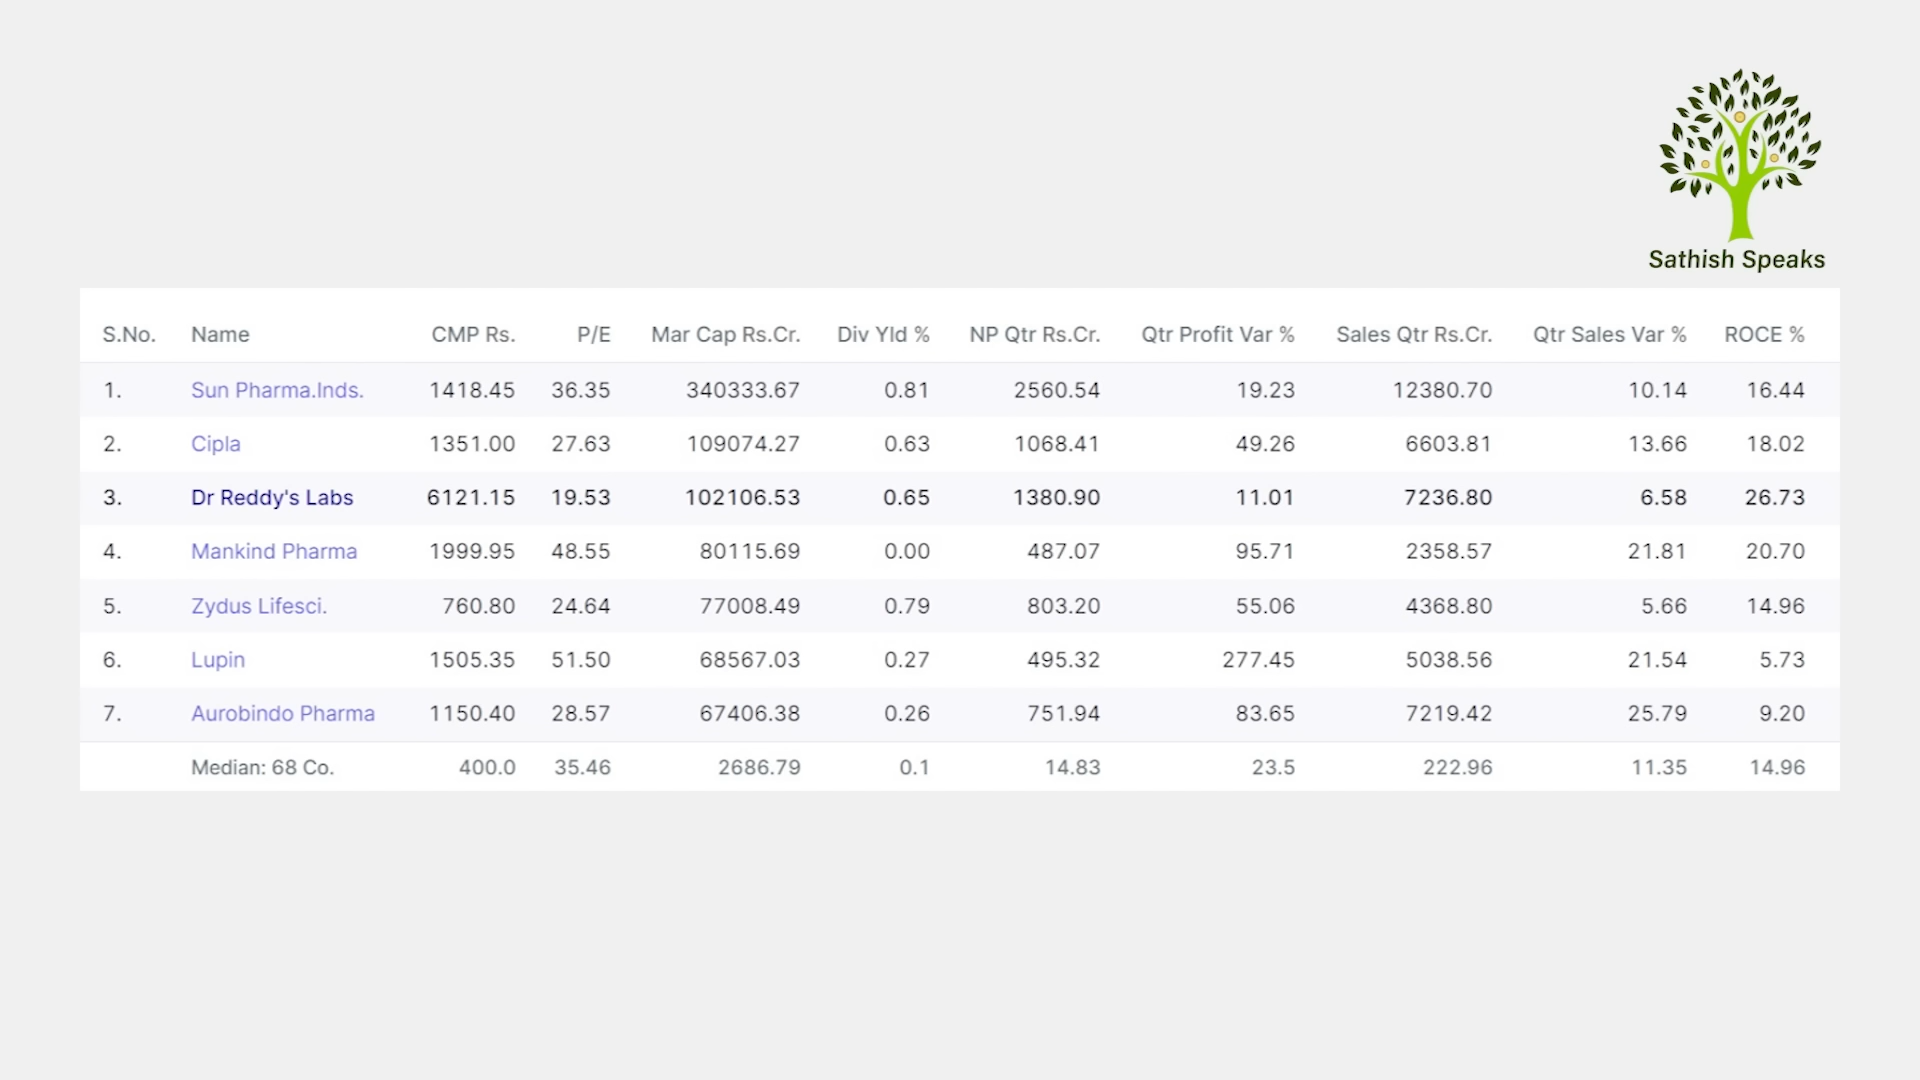 Sathish Speaks
S.No. Name CMP Rs. P/E Mar Cap Rs.Cr. Div Yld % NP Qtr Rs.Cr. Qtr Profit Var % Sales Qtr Rs.Cr. Qtr Sales Var % ROCE %
1. Sun Pharma.Inds. 1418.45 36.35 340333.67 0.81 2560.54 19.23 12380.70 10.14 16.44
2. Cipla 1351.00 27.63 109074.27 0.63 1068.41 49.26 6603.81 13.66 18.02
3. Dr Reddy's Labs 6121.15 19.53 102106.53 0.65 1380.90 11.01 7236.80 6.58 26.73
4. Mankind Pharma 1999.95 48.55 80115.69 0.00 487.07 95.71 2358.57 21.81 20.70
5. Zydus Lifesci. 760.80 24.64 77008.49 0.79 803.20 55.06 4368.80 5.66 14.96
6. Lupin 1505.35 51.50 68567.03 0.27 495.32 277.45 5038.56 21.54 5.73
7. Aurobindo Pharma 1150.40 28.57 67406.38 0.26 751.94 83.65 7219.42 25.79 9.20
Median: 68 Co. 400.0 35.46 2686.79 0.1 14.83 23.5 222.96 11.35 14.96